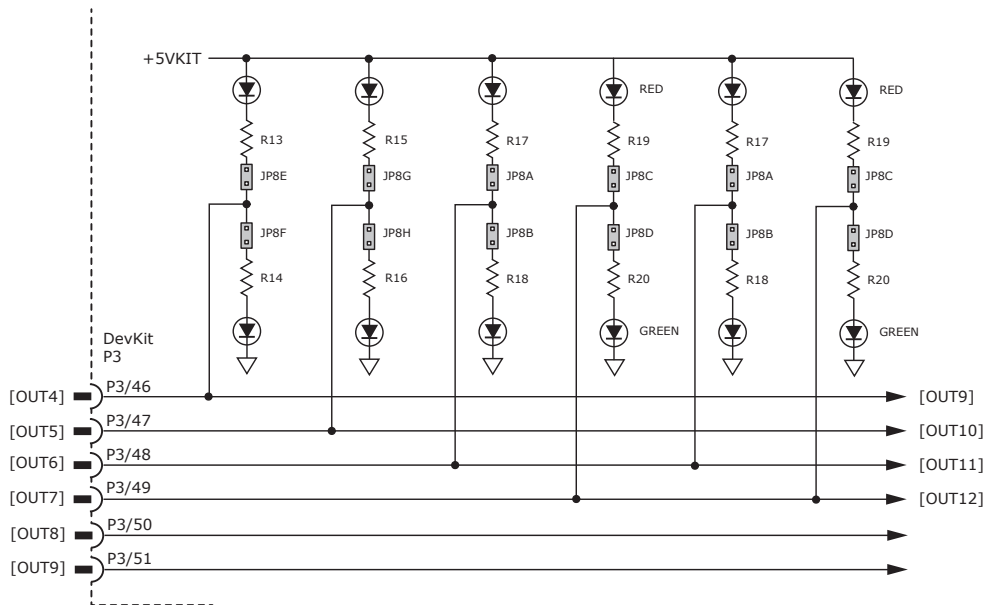 +5VKIT
RED
RED
R13
R15
R17
R19
R17
R19
JP8E
JP8G
JP8A
JP8C
JP8A
JP8C
JP8F
JP8H
JP8B
JP8D
JP8B
JP8D
R14
R16
R18
R20
R18
R20
GREEN
GREEN
DevKit
P3
[OUT4] P3/46 [OUT9]
[OUT5] P3/47 [OUT10]
[OUT6] P3/48 [OUT11]
[OUT7] P3/49 [OUT12]
[OUT8] P3/50
[OUT9] P3/51